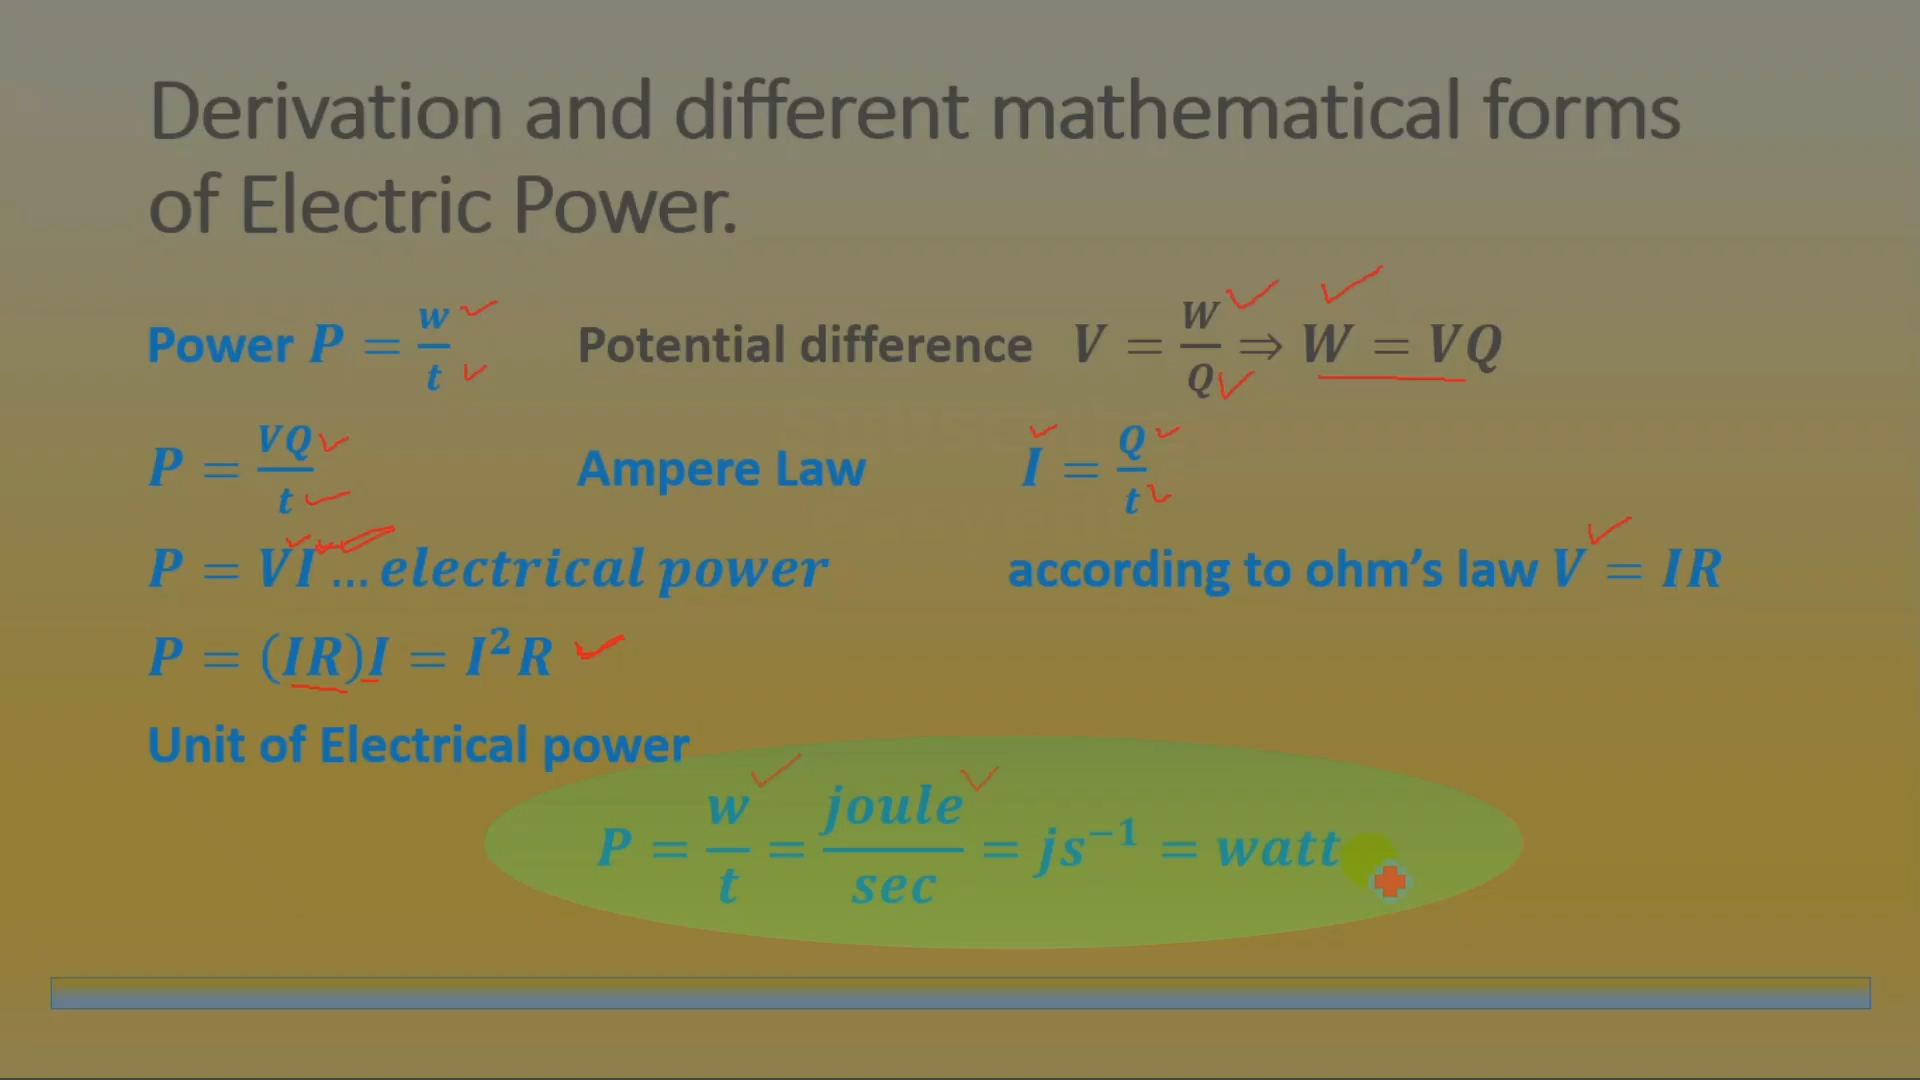 Derivation and different mathematical forms
of Electric Power.
Power P = w/t Potential difference V = W/Q ⇒ W = VQ
P = VQ/t Ampere Law I = Q/t
P = VI ... electrical power according to ohm's law V = IR
P = (IR)I = I²R
Unit of Electrical power
P = w/t = joule/sec = js⁻¹ = watt